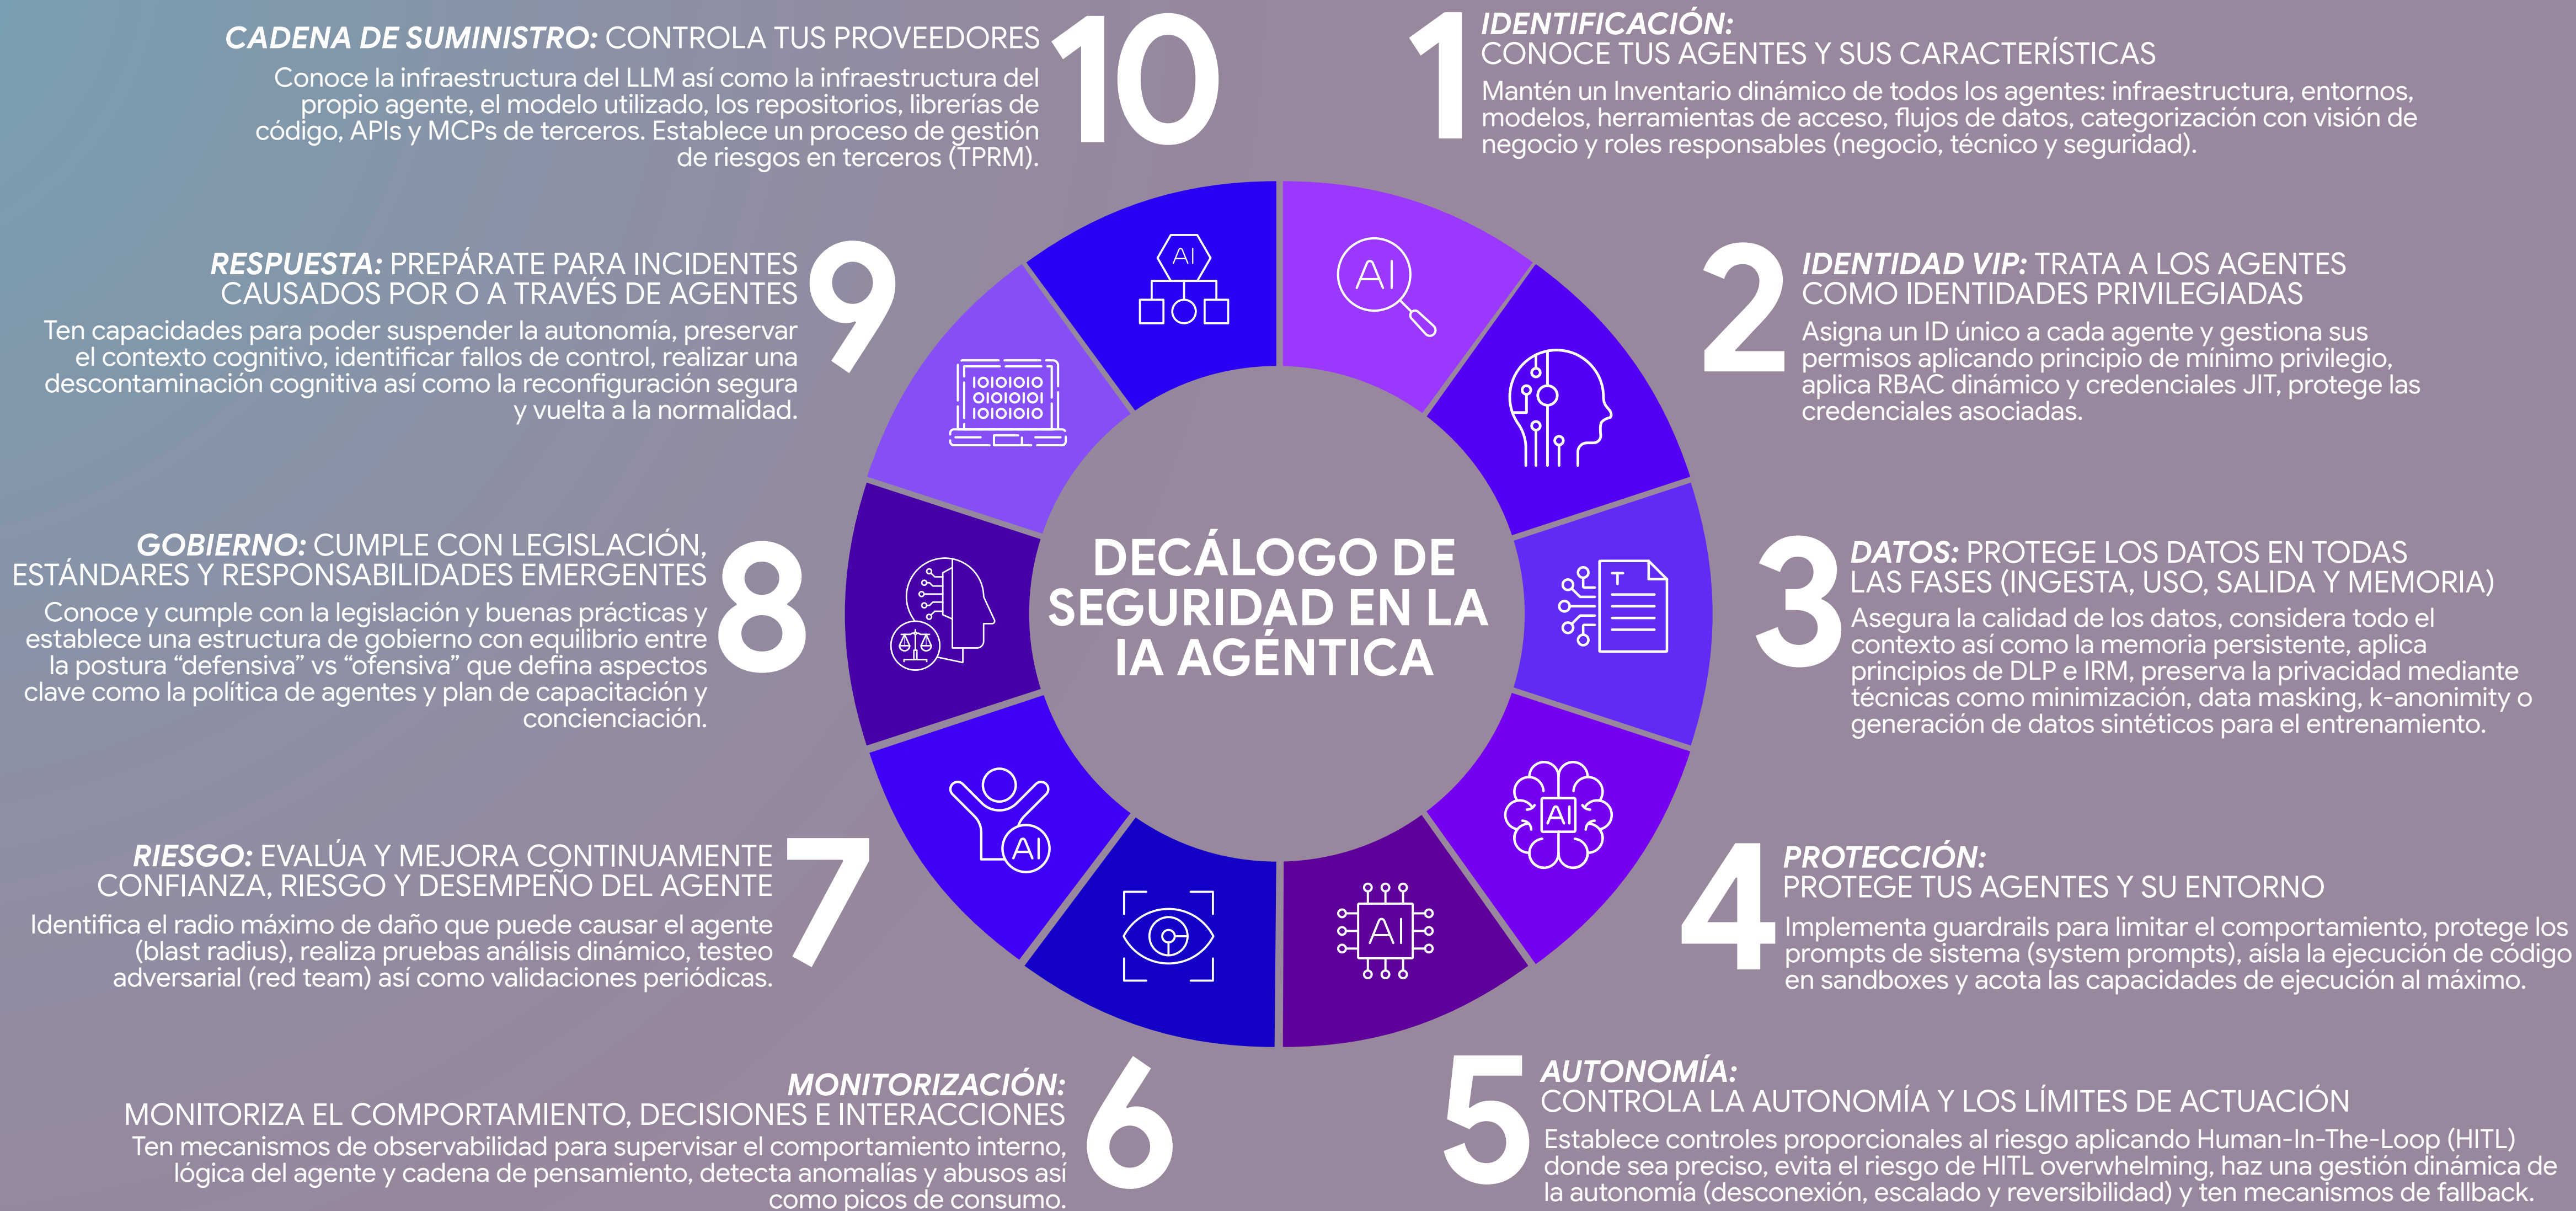 DECÁLOGO DE
SEGURIDAD EN LA
IA AGÉNTICA
1
IDENTIFICACIÓN:
CONOCE TUS AGENTES Y SUS CARACTERÍSTICAS
Mantén un Inventario dinámico de todos los agentes: infraestructura, entornos,
modelos, herramientas de acceso, flujos de datos, categorización con visión de
negocio y roles responsables (negocio, técnico y seguridad).
2
IDENTIDAD VIP: TRATA A LOS AGENTES
COMO IDENTIDADES PRIVILEGIADAS
Asigna un ID único a cada agente y gestiona sus
permisos aplicando principio de mínimo privilegio,
aplica RBAC dinámico y credenciales JIT, protege las
credenciales asociadas.
3
DATOS: PROTEGE LOS DATOS EN TODAS
LAS FASES (INGESTA, USO, SALIDA Y MEMORIA)
Asegura la calidad de los datos, considera todo el
contexto así como la memoria persistente, aplica
principios de DLP e IRM, preserva la privacidad mediante
técnicas como minimización, data masking, k-anonimity o
generación de datos sintéticos para el entrenamiento.
4
PROTECCIÓN:
PROTEGE TUS AGENTES Y SU ENTORNO
Implementa guardrails para limitar el comportamiento, protege los
prompts de sistema (system prompts), aísla la ejecución de código
en sandboxes y acota las capacidades de ejecución al máximo.
5
AUTONOMÍA:
CONTROLA LA AUTONOMÍA Y LOS LÍMITES DE ACTUACIÓN
Establece controles proporcionales al riesgo aplicando Human-In-The-Loop (HITL)
donde sea preciso, evita el riesgo de HITL overwhelming, haz una gestión dinámica de
la autonomía (desconexión, escalado y reversibilidad) y ten mecanismos de fallback.
6
MONITORIZACIÓN:
MONITORIZA EL COMPORTAMIENTO, DECISIONES E INTERACCIONES
Ten mecanismos de observabilidad para supervisar el comportamiento interno,
lógica del agente y cadena de pensamiento, detecta anomalías y abusos así
como picos de consumo.
7
RIESGO: EVALÚA Y MEJORA CONTINUAMENTE
CONFIANZA, RIESGO Y DESEMPEÑO DEL AGENTE
Identifica el radio máximo de daño que puede causar el agente
(blast radius), realiza pruebas análisis dinámico, testeo
adversarial (red team) así como validaciones periódicas.
8
GOBIERNO: CUMPLE CON LEGISLACIÓN,
ESTÁNDARES Y RESPONSABILIDADES EMERGENTES
Conoce y cumple con la legislación y buenas prácticas y
establece una estructura de gobierno con equilibrio entre
la postura “defensiva” vs “ofensiva” que defina aspectos
clave como la política de agentes y plan de capacitación y
concienciación.
9
RESPUESTA: PREPÁRATE PARA INCIDENTES
CAUSADOS POR O A TRAVÉS DE AGENTES
Ten capacidades para poder suspender la autonomía, preservar
el contexto cognitivo, identificar fallos de control, realizar una
descontaminación cognitiva así como la reconfiguración segura
y vuelta a la normalidad.
10
CADENA DE SUMINISTRO: CONTROLA TUS PROVEEDORES
Conoce la infraestructura del LLM así como la infraestructura del
propio agente, el modelo utilizado, los repositorios, librerías de
código, APIs y MCPs de terceros. Establece un proceso de gestión
de riesgos en terceros (TPRM).
AI
AI
T
AI
AI
AI
10101010
01010101
10101010